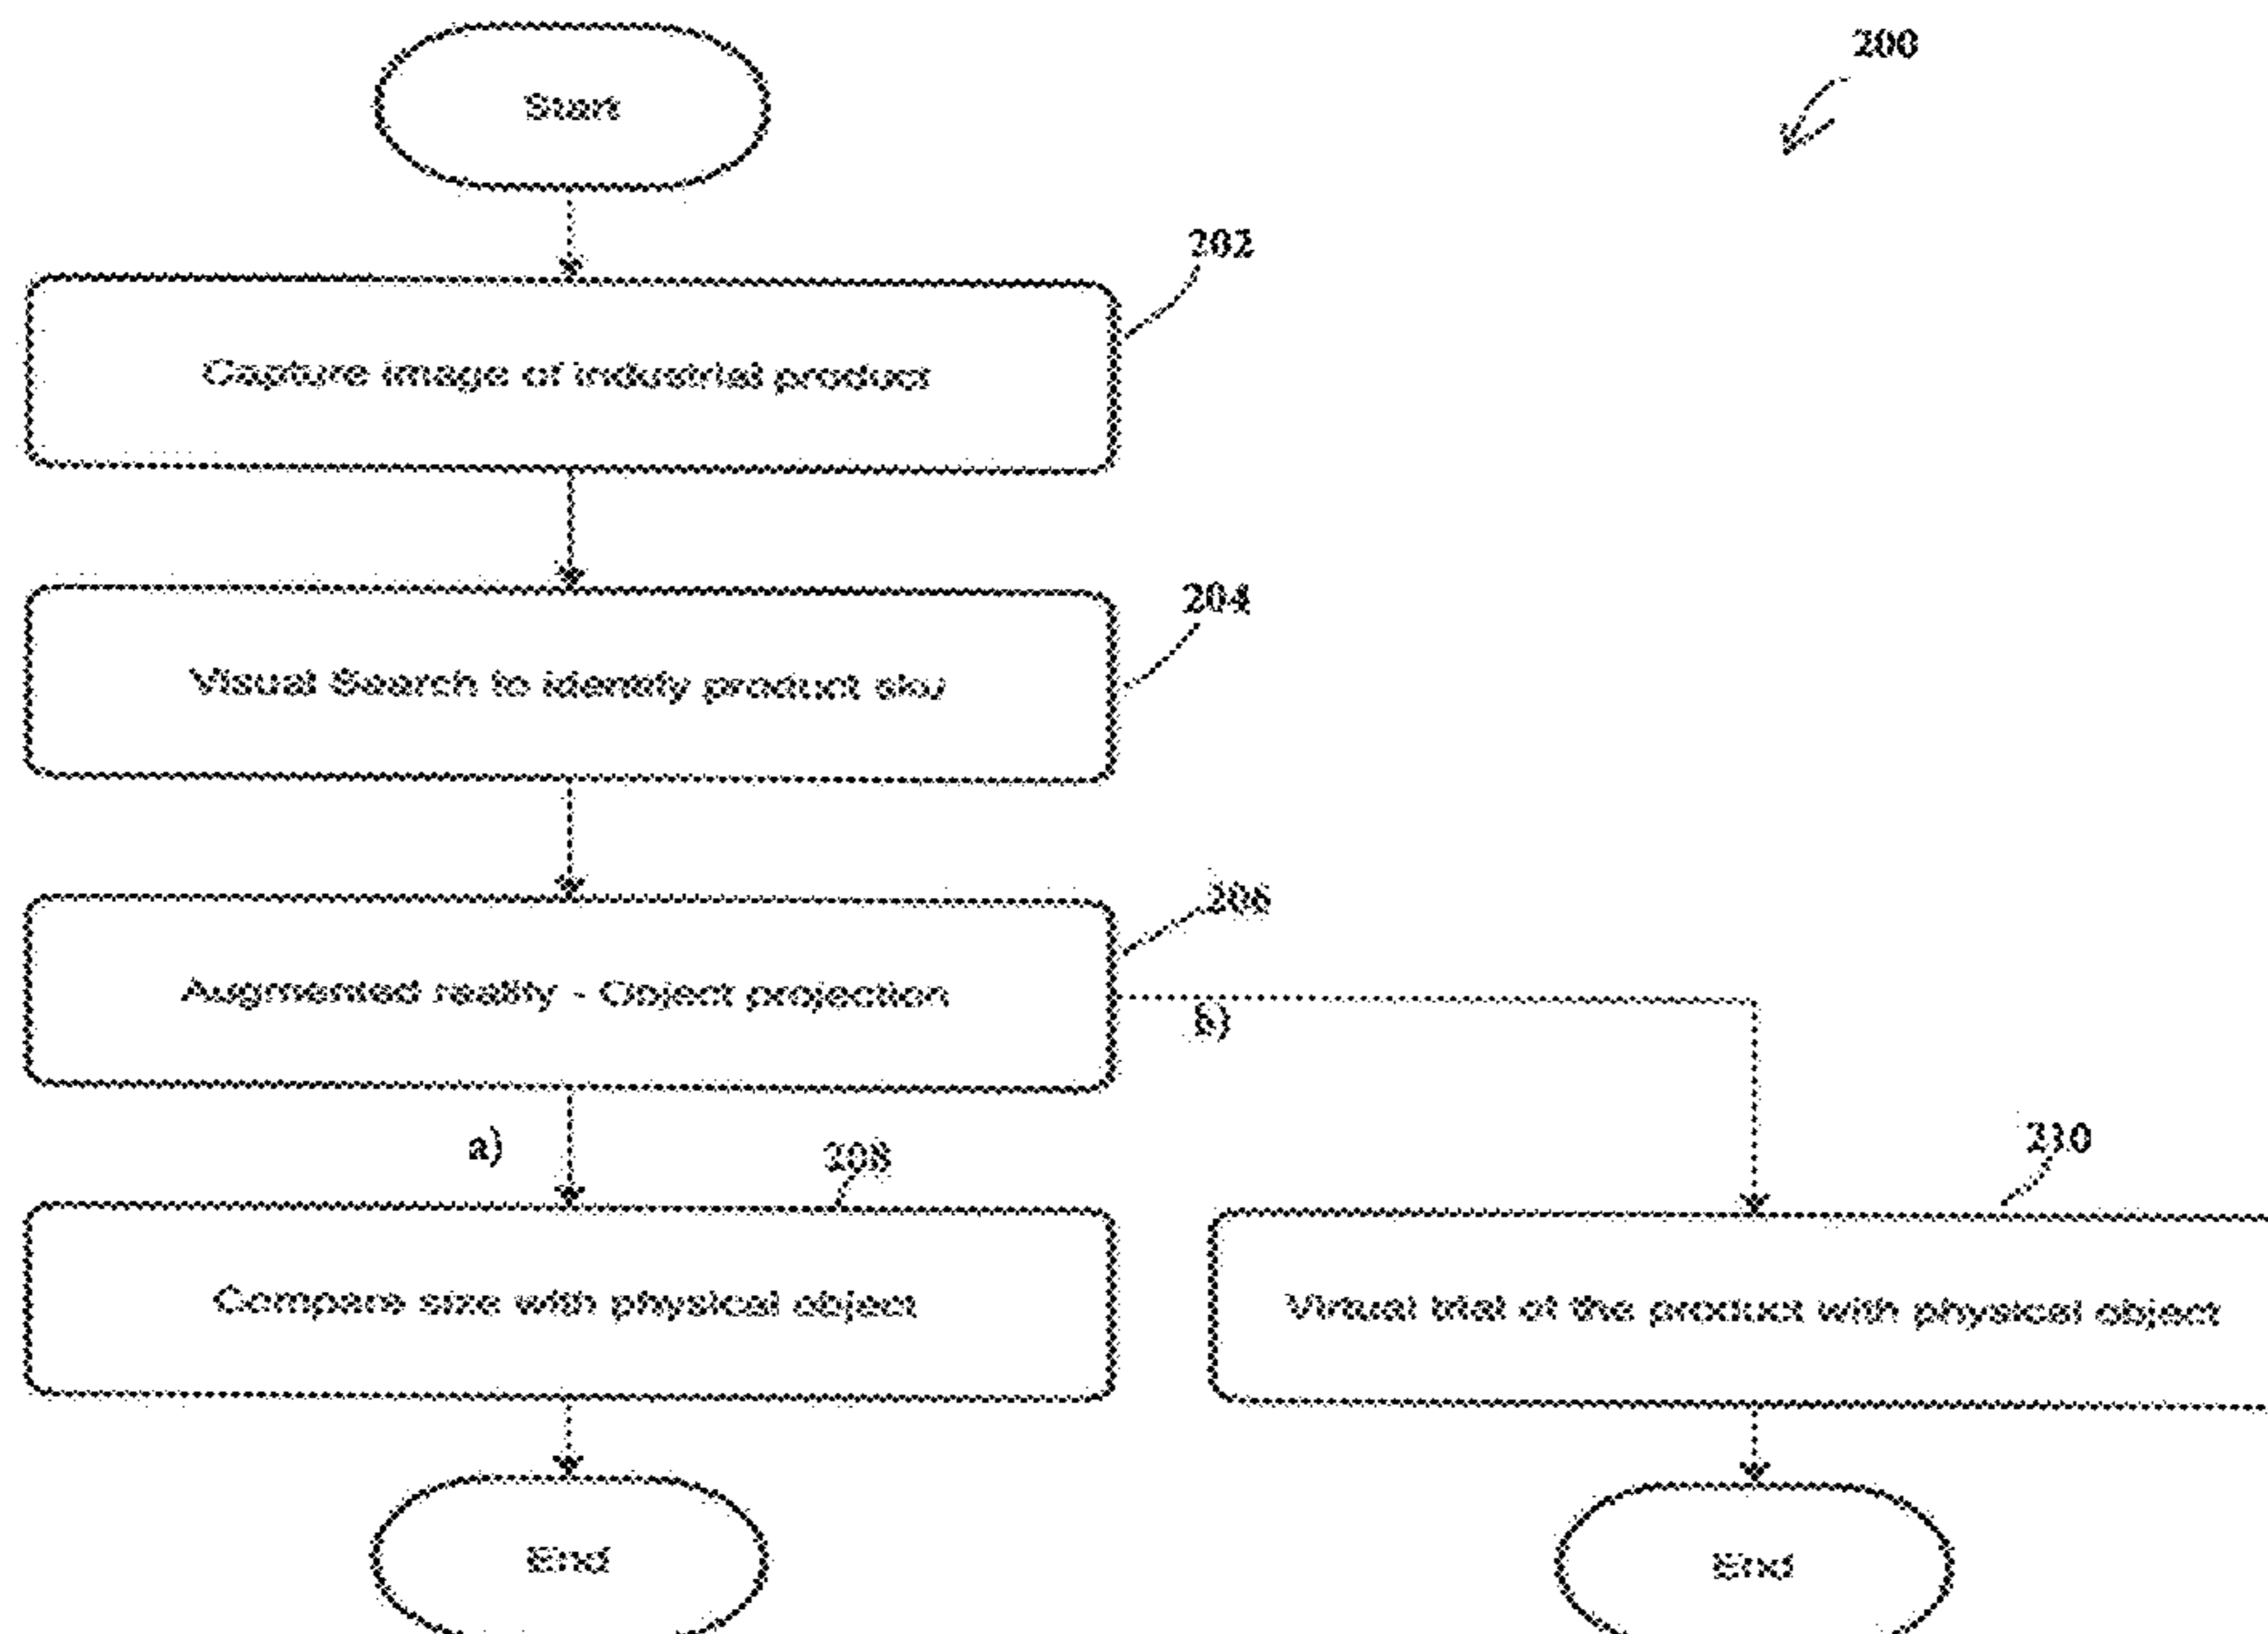 Start
200
202
Capture image of industrial product
204
Visual Search to identify product sku
206
Augmented reality - Object projection
b)
a)
208
210
Compare size with physical object
Virtual trial of the product with physical object
End
End